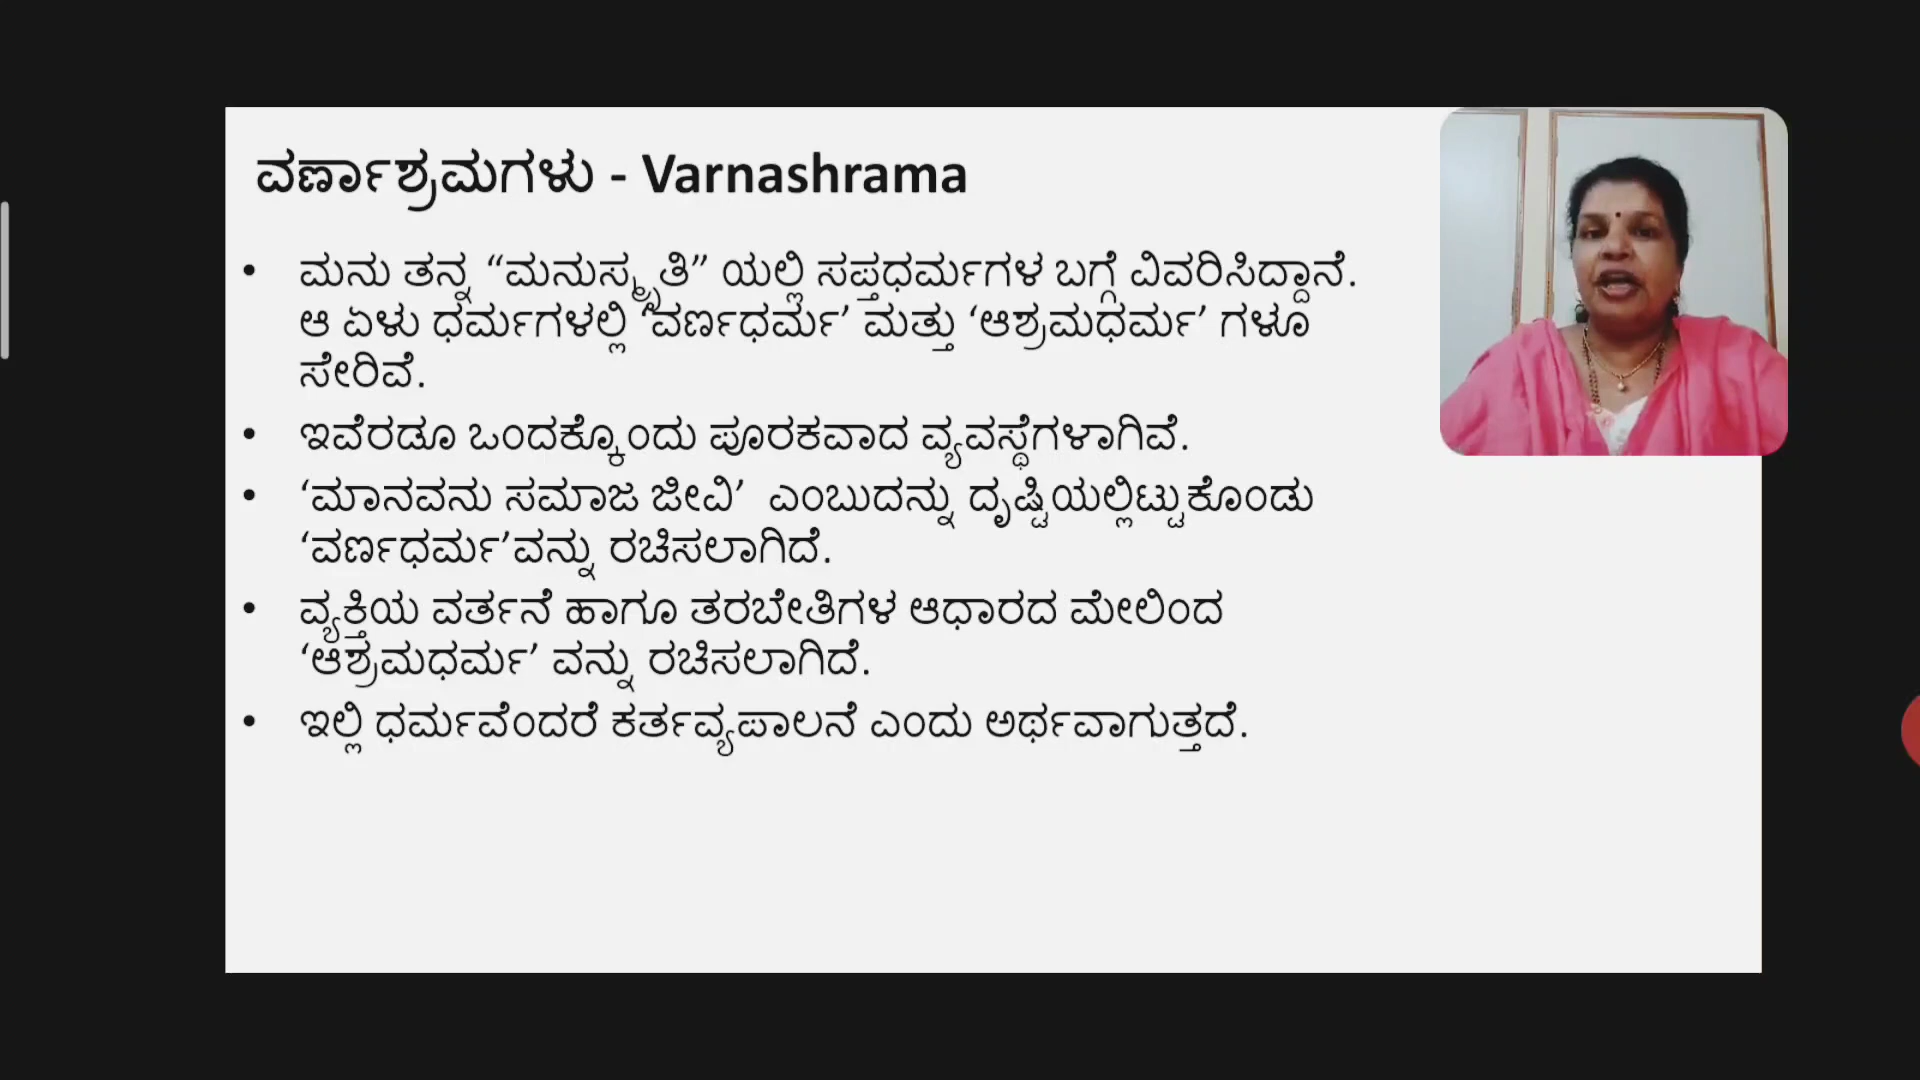 ವರ್ಣಾಶ್ರಮಗಳು - Varnashrama
• ಮನು ತನ್ನ “ಮನುಸ್ಮೃತಿ” ಯಲ್ಲಿ ಸಪ್ತಧರ್ಮಗಳ ಬಗ್ಗೆ ವಿವರಿಸಿದ್ದಾನೆ.
ಆ ಏಳು ಧರ್ಮಗಳಲ್ಲಿ ‘ವರ್ಣಧರ್ಮ’ ಮತ್ತು ‘ಆಶ್ರಮಧರ್ಮ’ ಗಳೂ
ಸೇರಿವೆ.
• ಇವೆರಡೂ ಒಂದಕ್ಕೊಂದು ಪೂರಕವಾದ ವ್ಯವಸ್ಥೆಗಳಾಗಿವೆ.
• ‘ಮಾನವನು ಸಮಾಜ ಜೀವಿ’ ಎಂಬುದನ್ನು ದೃಷ್ಟಿಯಲ್ಲಿಟ್ಟುಕೊಂಡು
‘ವರ್ಣಧರ್ಮ’ವನ್ನು ರಚಿಸಲಾಗಿದೆ.
• ವ್ಯಕ್ತಿಯ ವರ್ತನೆ ಹಾಗೂ ತರಬೇತಿಗಳ ಆಧಾರದ ಮೇಲಿಂದ
‘ಆಶ್ರಮಧರ್ಮ’ ವನ್ನು ರಚಿಸಲಾಗಿದೆ.
• ಇಲ್ಲಿ ಧರ್ಮವೆಂದರೆ ಕರ್ತವ್ಯಪಾಲನೆ ಎಂದು ಅರ್ಥವಾಗುತ್ತದೆ.